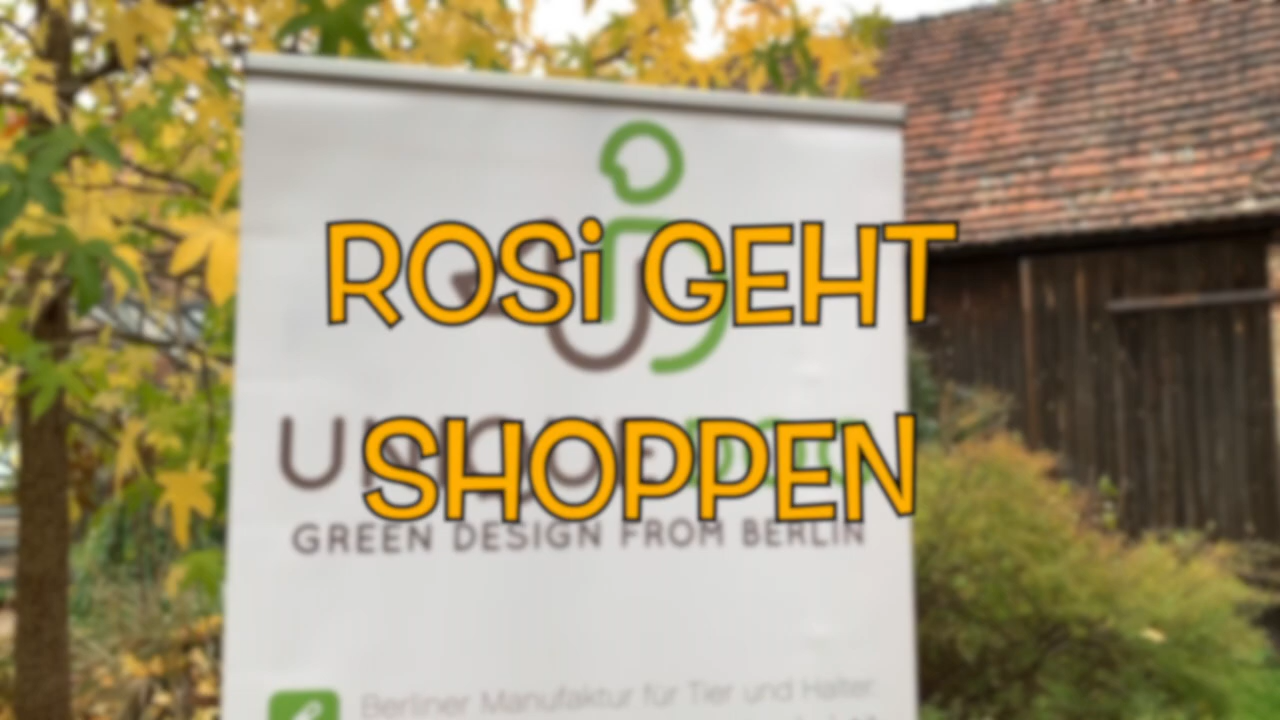 ROSi GEHT
SHOPPEN
GREEN DESIGN FROM BERLIN
Berliner Manufaktur für Tier und Halter.